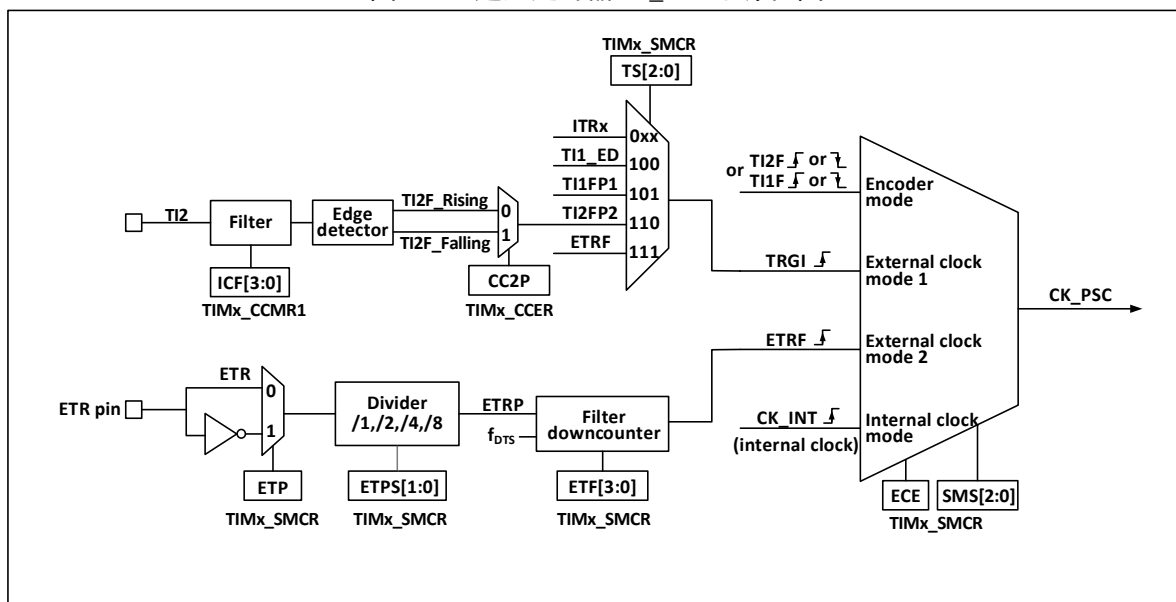 TIMx_SMCR
TS[2:0]
ITRx
0xx
TI1_ED
100
TI1FP1
101
TI2FP2
110
ETRF
111
TI2
Filter
Edge
detector
TI2F_Rising
TI2F_Falling
0
1
ICF[3:0]
TIMx_CCMR1
CC2P
TIMx_CCER
or TI2F or
TI1F or
Encoder
mode
TRGI
External clock
mode 1
CK_PSC
ETRF
External clock
mode 2
CK_INT
(internal clock)
Internal clock
mode
ECE
SMS[2:0]
TIMx_SMCR
ETR pin
ETR
0
1
Divider
/1,/2,/4,/8
ETRP
fDTS
Filter
downcounter
ETP
TIMx_SMCR
ETPS[1:0]
TIMx_SMCR
ETF[3:0]
TIMx_SMCR